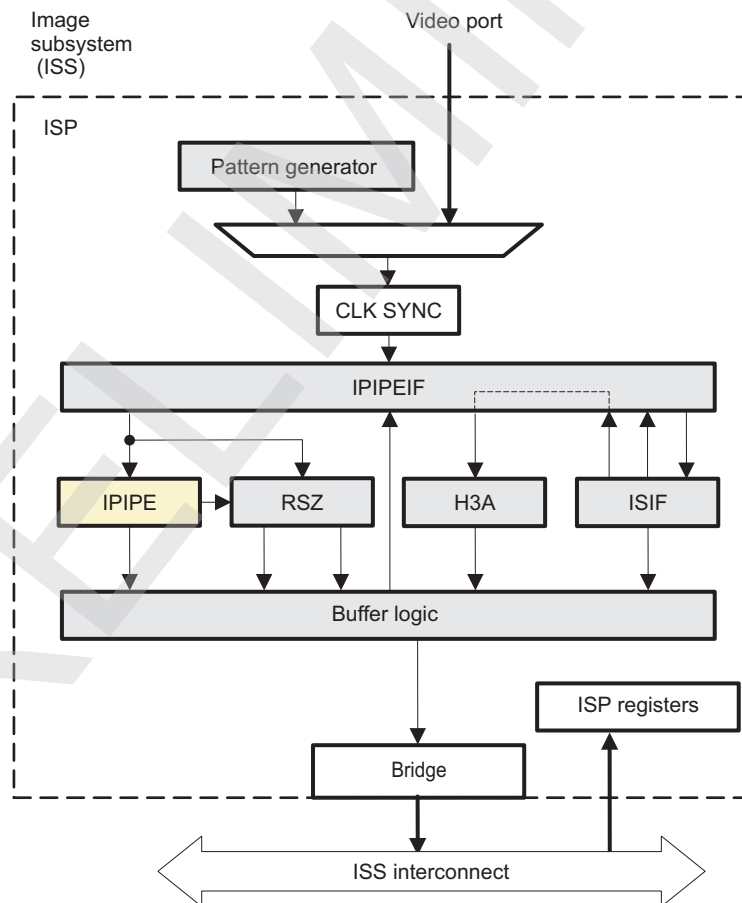 Image
subsystem
(ISS)
Video port
ISP
Pattern generator
CLK SYNC
IPIPEIF
IPIPE
RSZ
H3A
ISIF
Buffer logic
ISP registers
Bridge
ISS interconnect